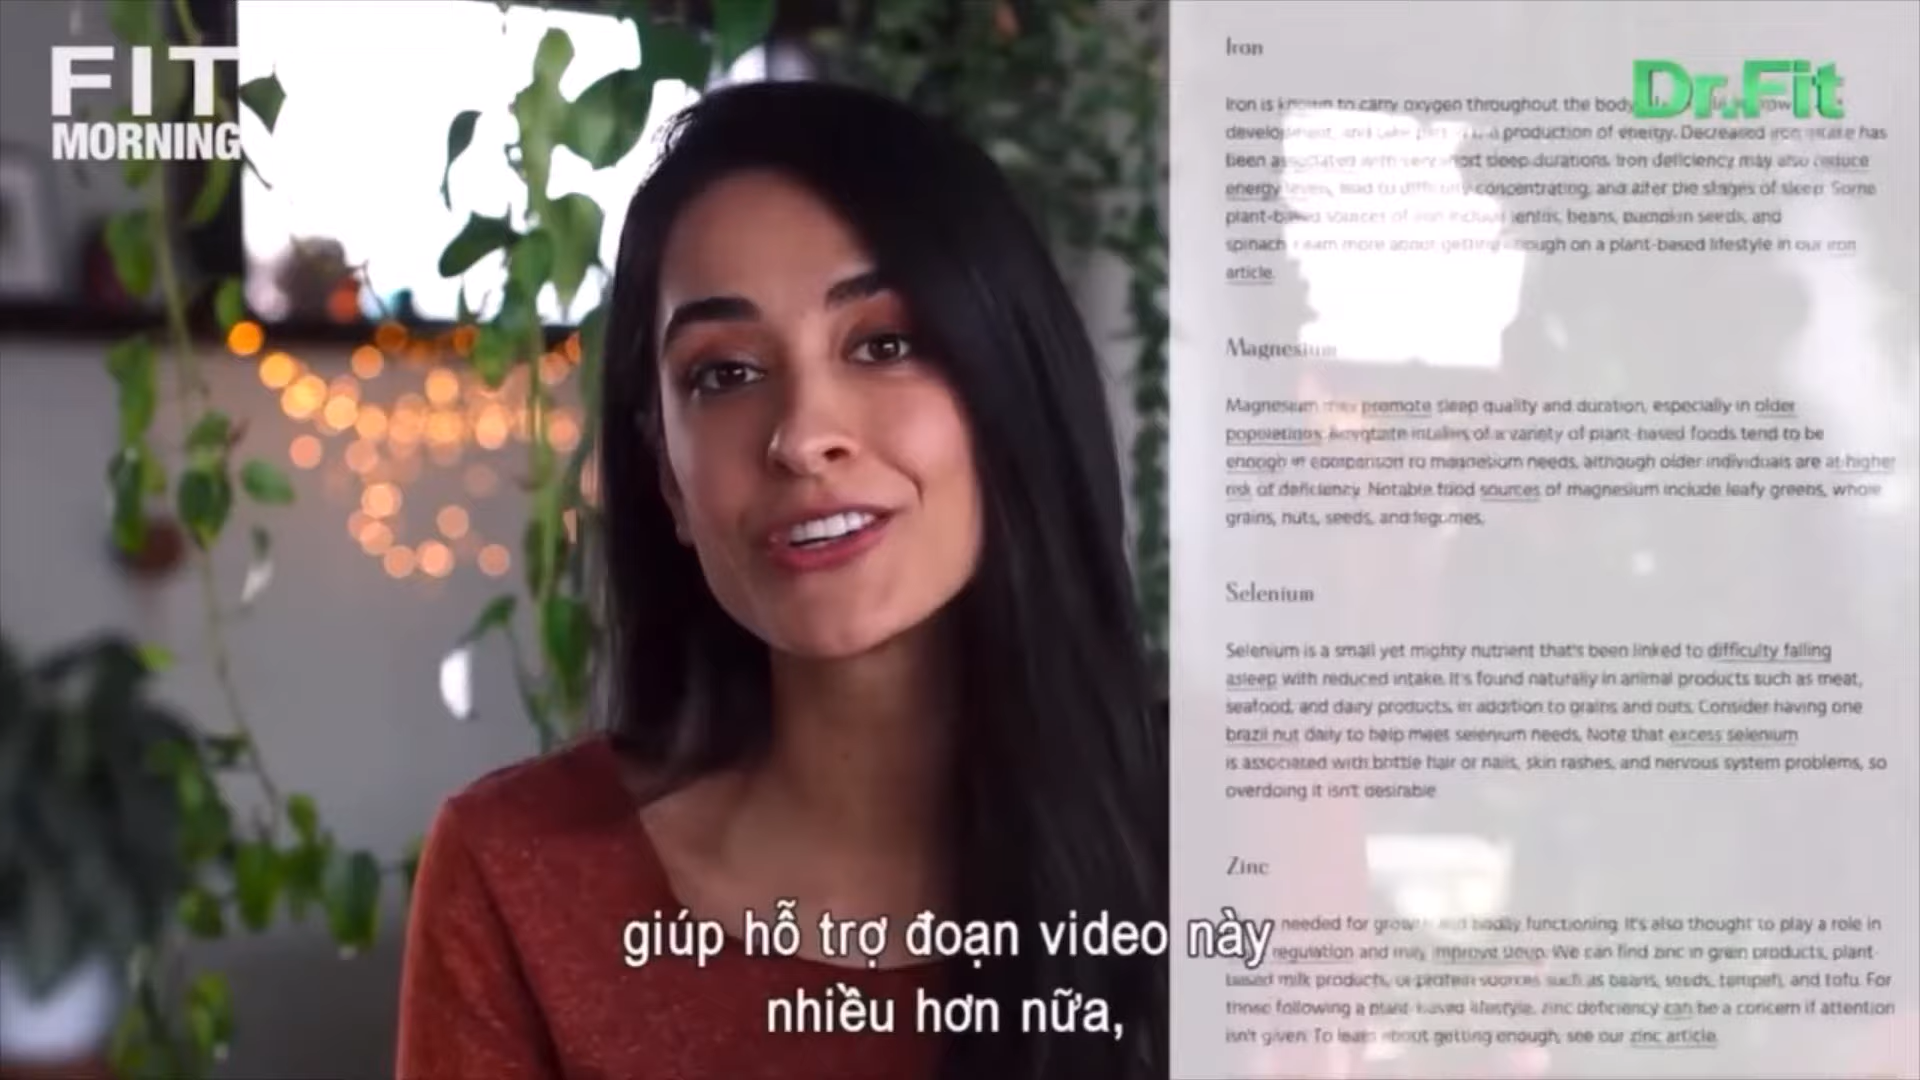 FIT
MORNING
Dr.Fit
Iron
Iron is known to carry oxygen throughout the body
development, and take part in a production of energy. Decreased iron intake has
been associated with very short sleep durations. Iron deficiency may also reduce
energy levels, lead to difficulty concentrating, and alter the stages of sleep. Some
plant-based sources of iron include lentils, beans, pumpkin seeds, and
spinach. Learn more about getting enough on a plant-based lifestyle in our iron
article.
Magnesium
Magnesium may promote sleep quality and duration, especially in older
populations. Adequate intakes of a variety of plant-based foods tend to be
enough in comparison to magnesium needs, although older individuals are at higher
risk of deficiency. Notable food sources of magnesium include leafy greens, whole
grains, nuts, seeds, and legumes.
Selenium
Selenium is a small yet mighty nutrient that's been linked to difficulty falling
asleep with reduced intake. It's found naturally in animal products such as meat,
seafood, and dairy products, in addition to grains and nuts. Consider having one
brazil nut daily to help meet selenium needs. Note that excess selenium
is associated with brittle hair or nails, skin rashes, and nervous system problems, so
overdoing it isn't desirable
Zinc
needed for growth and bodily functioning. It's also thought to play a role in
regulation and may improve sleep. We can find zinc in grain products, plant-
based milk products, or protein sources such as beans, seeds, tempeh, and tofu. For
those following a plant-based lifestyle, zinc deficiency can be a concern if attention
isn't given. To learn about getting enough, see our zinc article.
giúp hỗ trợ đoạn video này
nhiều hơn nữa,